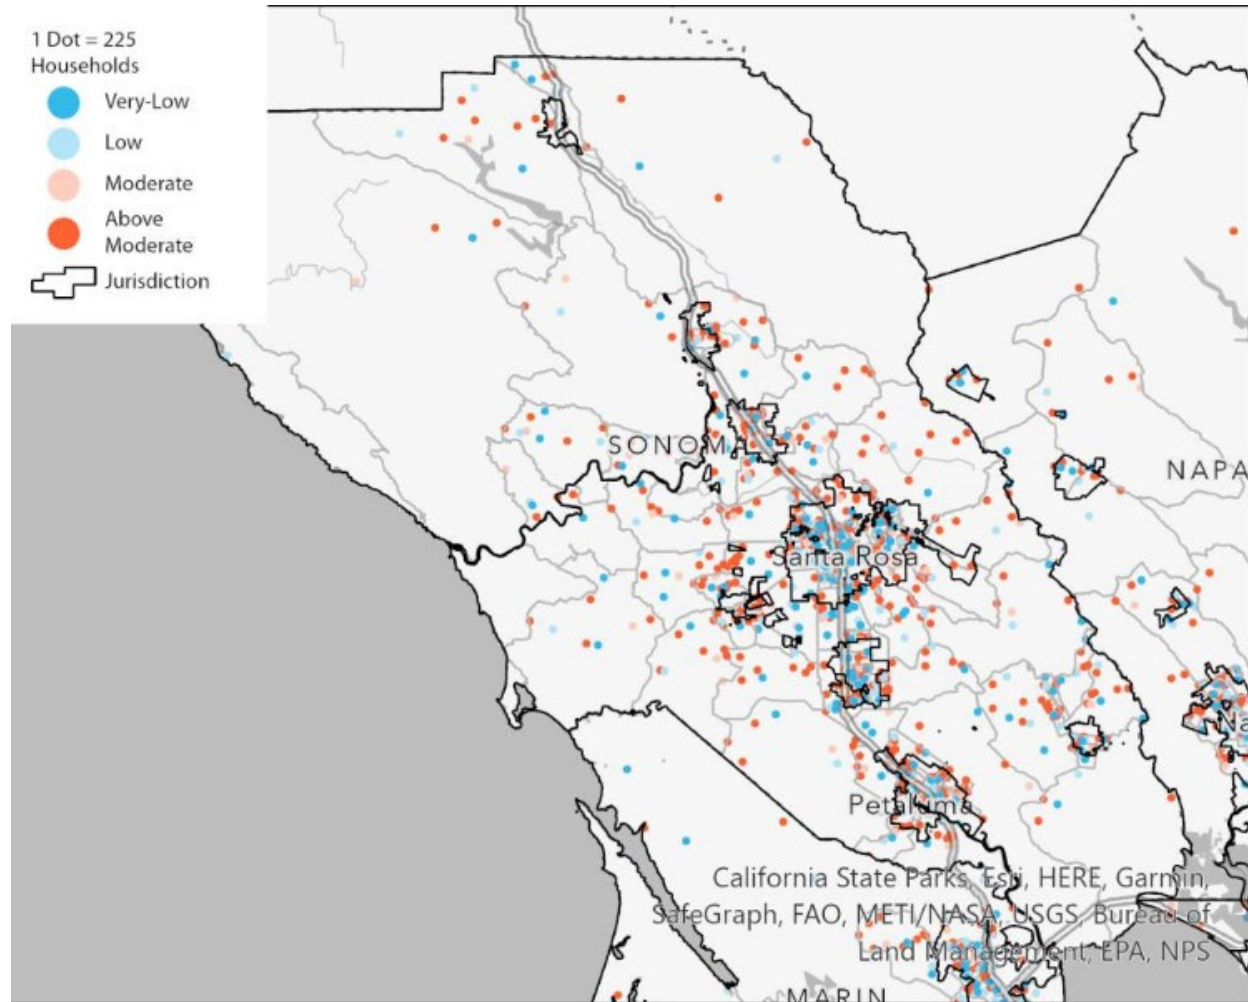 1 Dot = 225
Households
Very-Low
Low
Moderate
Above
Moderate
Jurisdiction
SONOMA
NAPA
Santa Rosa
Na
Petaluma
California State Parks, Esri, HERE, Garmin,
SafeGraph, FAO, METI/NASA, USGS, Bureau of
Land Management, EPA, NPS
MARIN